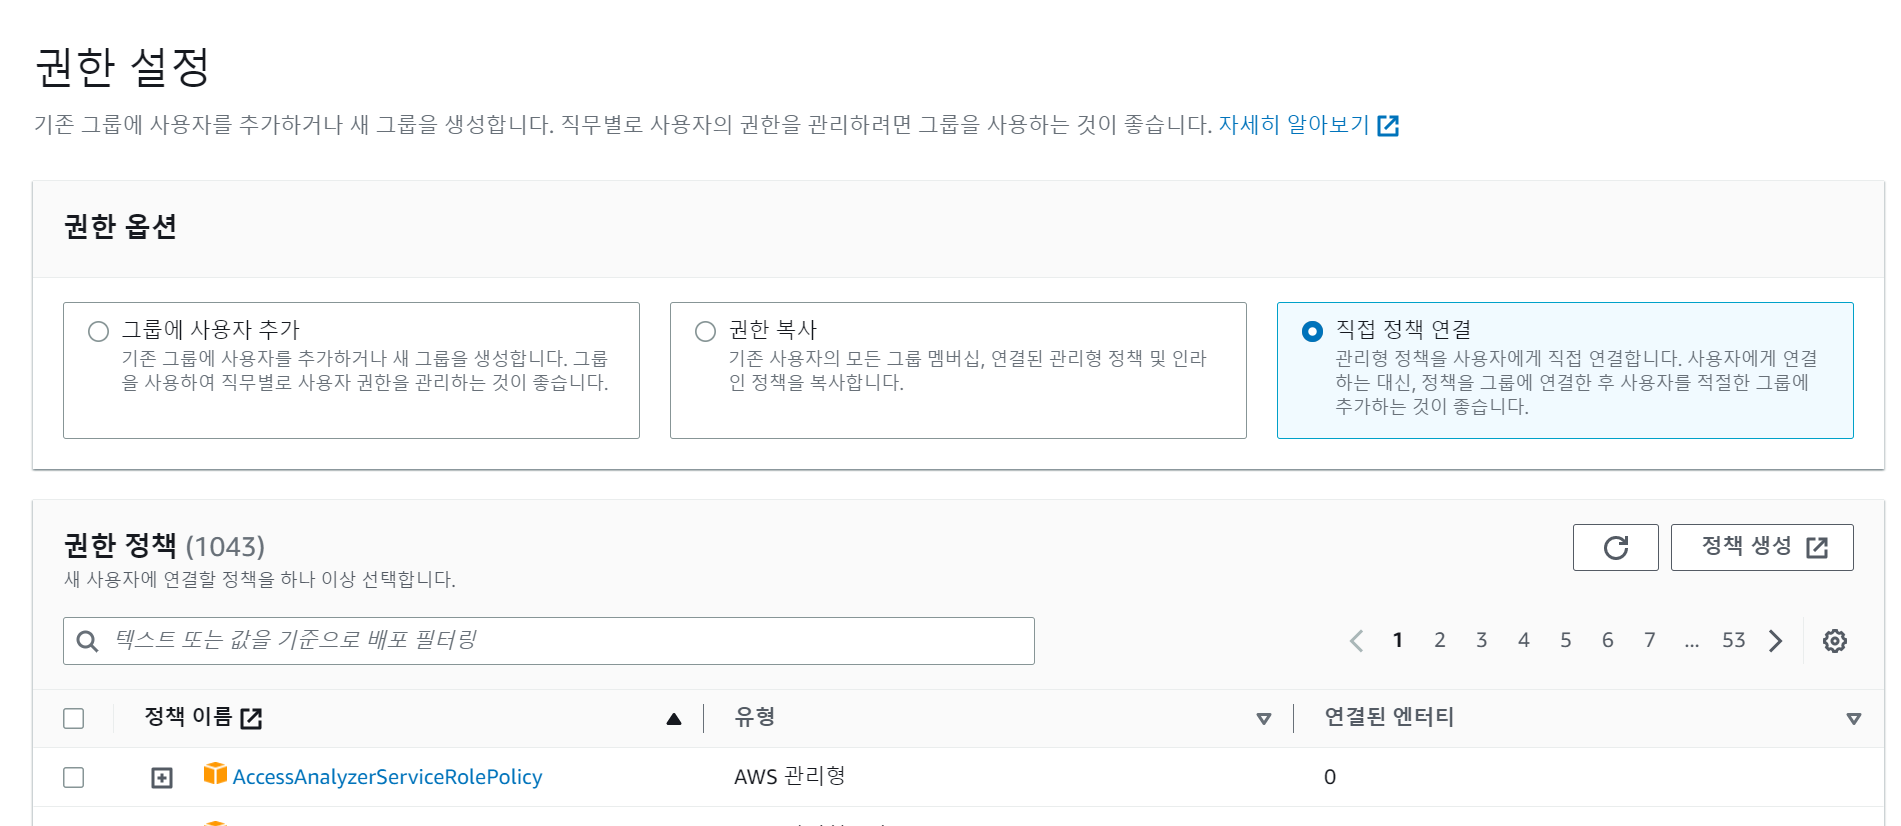 권한 설정
기존 그룹에 사용자를 추가하거나 새 그룹을 생성합니다. 직무별로 사용자의 권한을 관리하려면 그룹을 사용하는 것이 좋습니다. 자세히 알아보기
권한 옵션
그룹에 사용자 추가
기존 그룹에 사용자를 추가하거나 새 그룹을 생성합니다. 그룹
을 사용하여 직무별로 사용자 권한을 관리하는 것이 좋습니다.
권한 복사
기존 사용자의 모든 그룹 멤버십, 연결된 관리형 정책 및 인라
인 정책을 복사합니다.
직접 정책 연결
관리형 정책을 사용자에게 직접 연결합니다. 사용자에게 연결
하는 대신, 정책을 그룹에 연결한 후 사용자를 적절한 그룹에
추가하는 것이 좋습니다.
권한 정책 (1043)
새 사용자에 연결할 정책을 하나 이상 선택합니다.
정책 생성
텍스트 또는 값을 기준으로 배포 필터링
1 2 3 4 5 6 7 ... 53
정책 이름 유형 연결된 엔터티
AccessAnalyzerServiceRolePolicy AWS 관리형 0